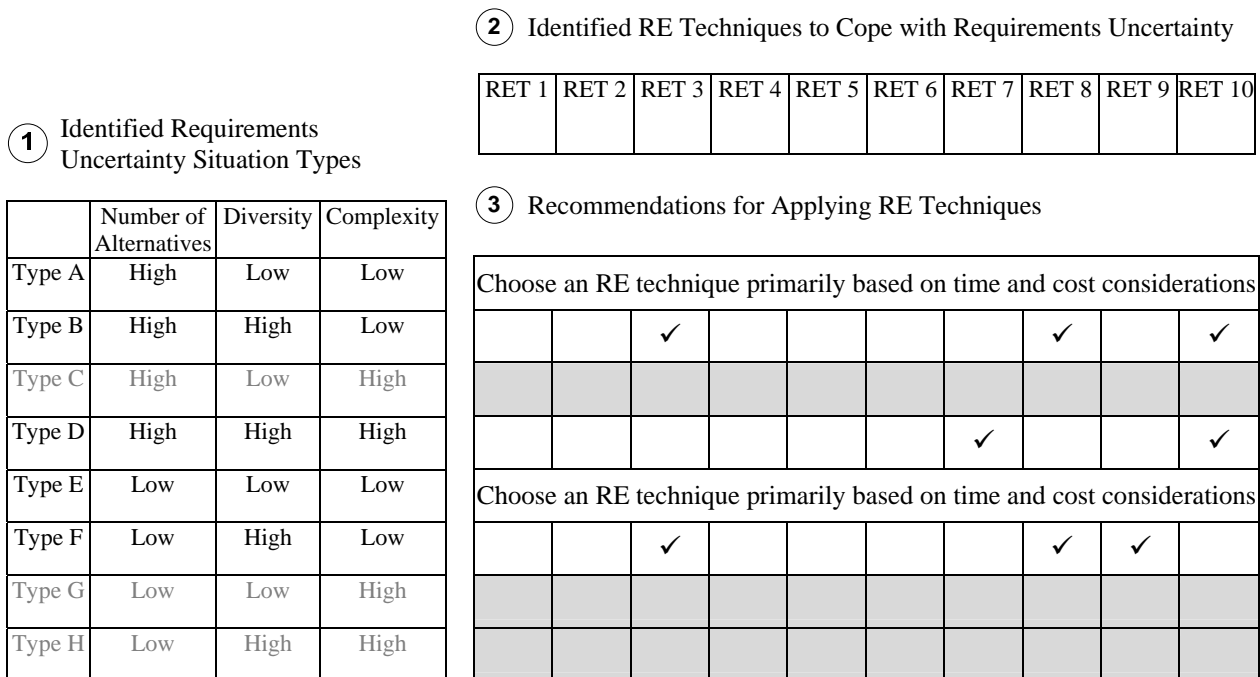 2 Identified RE Techniques to Cope with Requirements Uncertainty
RET 1 RET 2 RET 3 RET 4 RET 5 RET 6 RET 7 RET 8 RET 9 RET 10
1 Identified Requirements
Uncertainty Situation Types
Number of Diversity Complexity
Alternatives
Type A High Low Low
Type B High High Low
Type C High Low High
Type D High High High
Type E Low Low Low
Type F Low High Low
Type G Low Low High
Type H Low High High
3 Recommendations for Applying RE Techniques
Choose an RE technique primarily based on time and cost considerations
✓ ✓ ✓
✓ ✓
Choose an RE technique primarily based on time and cost considerations
✓ ✓ ✓